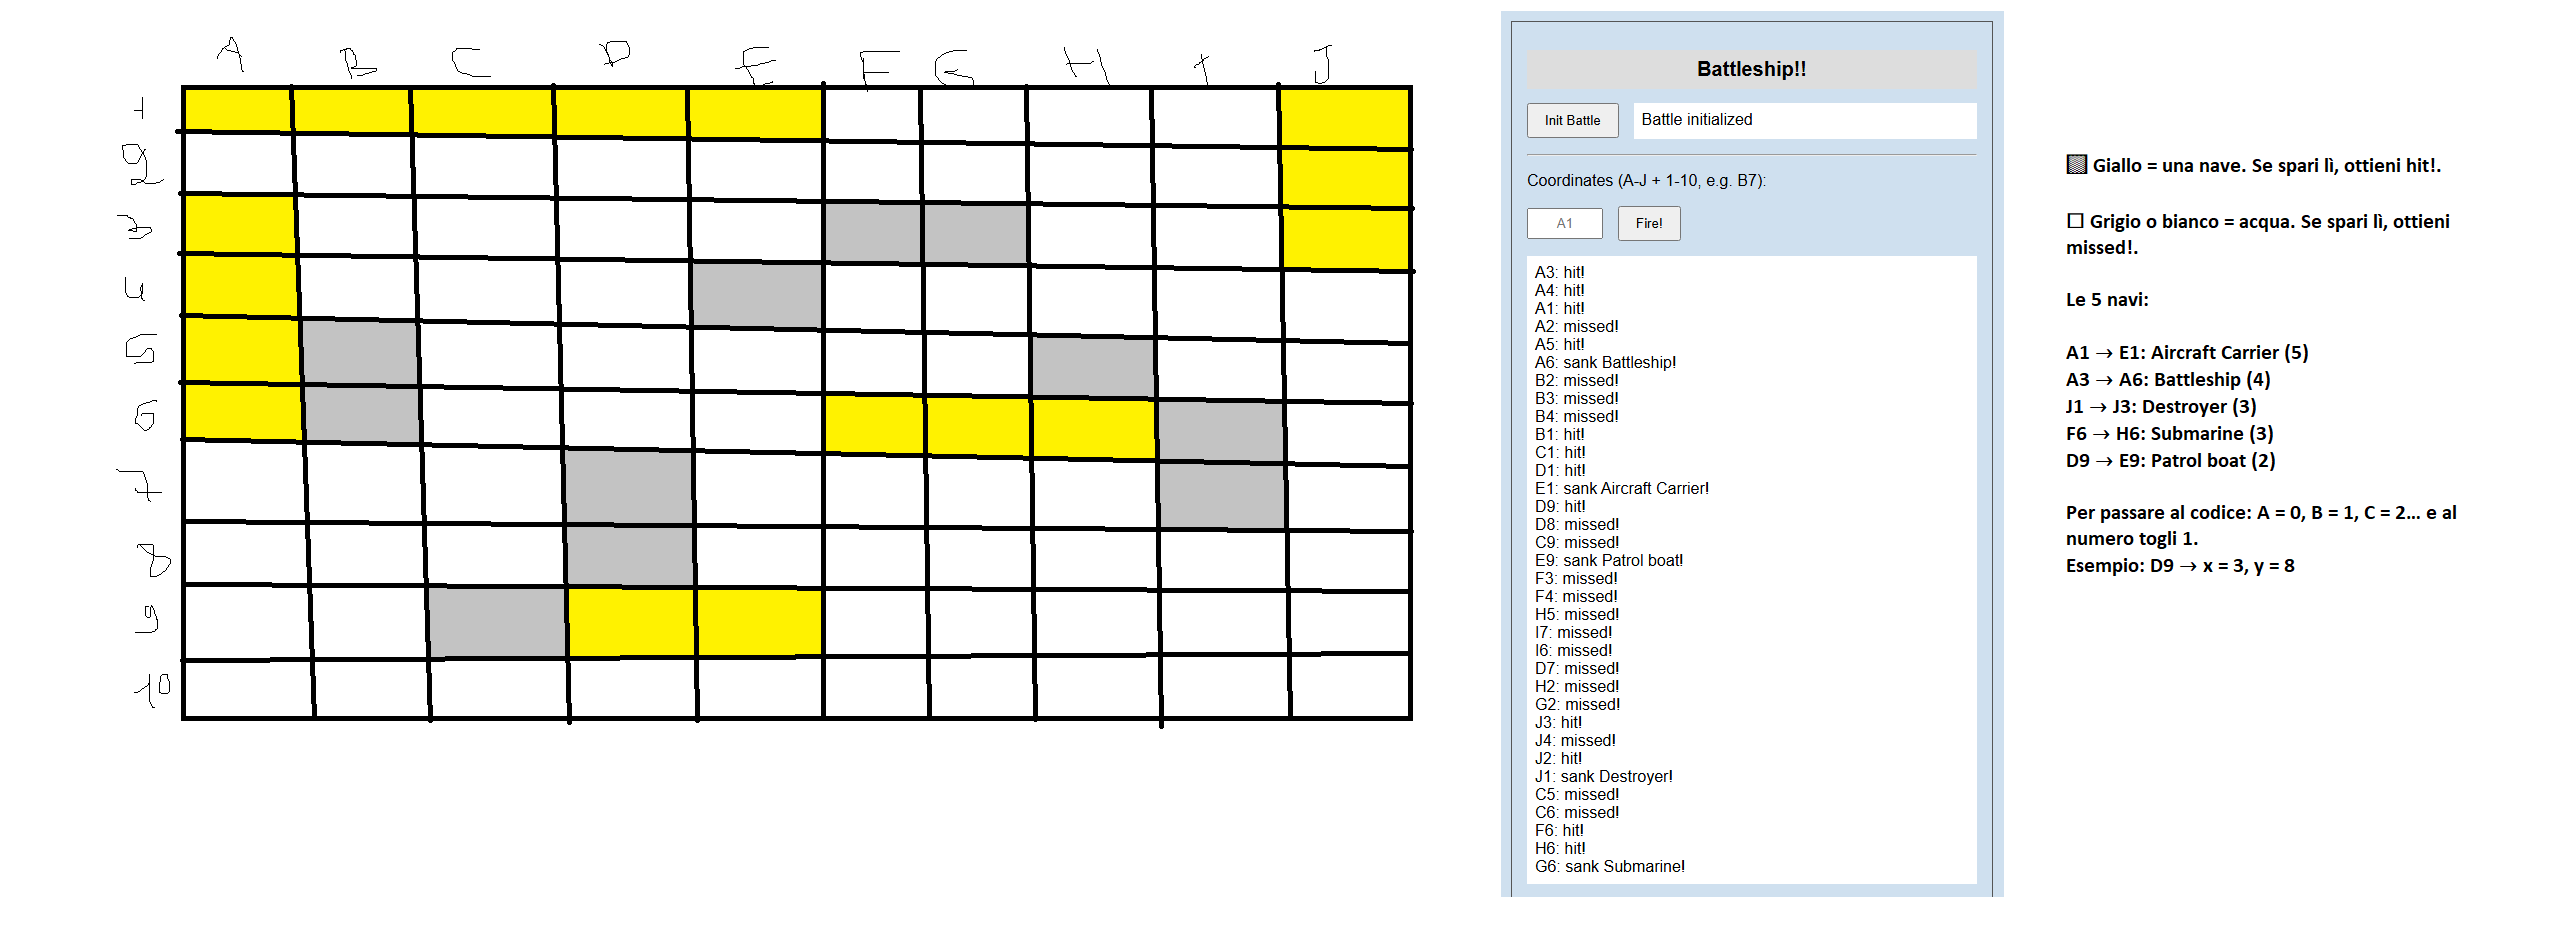 A B C D E F G H I J
1
2
3
4
5
6
7
8
9
10
Battleship!!
Init Battle Battle initialized
Coordinates (A-J + 1-10, e.g. B7):
A1 Fire!
A3: hit!
A4: hit!
A1: hit!
A2: missed!
A5: hit!
A6: sank Battleship!
B2: missed!
B3: missed!
B4: missed!
B1: hit!
C1: hit!
D1: hit!
E1: sank Aircraft Carrier!
D9: hit!
D8: missed!
C9: missed!
E9: sank Patrol boat!
F3: missed!
F4: missed!
H5: missed!
I7: missed!
I6: missed!
D7: missed!
H2: missed!
G2: missed!
J3: hit!
J4: missed!
J2: hit!
J1: sank Destroyer!
C5: missed!
C6: missed!
F6: hit!
H6: hit!
G6: sank Submarine!
▒ Giallo = una nave. Se spari lì, ottieni hit!.
☐ Grigio o bianco = acqua. Se spari lì, ottieni
missed!.
Le 5 navi:
A1 → E1: Aircraft Carrier (5)
A3 → A6: Battleship (4)
J1 → J3: Destroyer (3)
F6 → H6: Submarine (3)
D9 → E9: Patrol boat (2)
Per passare al codice: A = 0, B = 1, C = 2... e al
numero togli 1.
Esempio: D9 → x = 3, y = 8